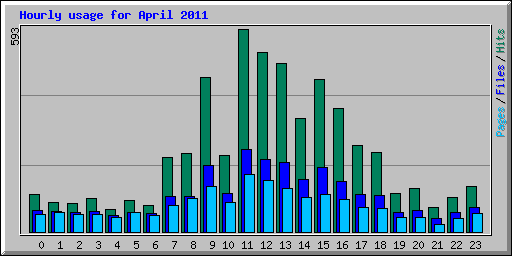 Hourly usage for April 2011
593
Pages / Files / Hits
0 1 2 3 4 5 6 7 8 9 10 11 12 13 14 15 16 17 18 19 20 21 22 23